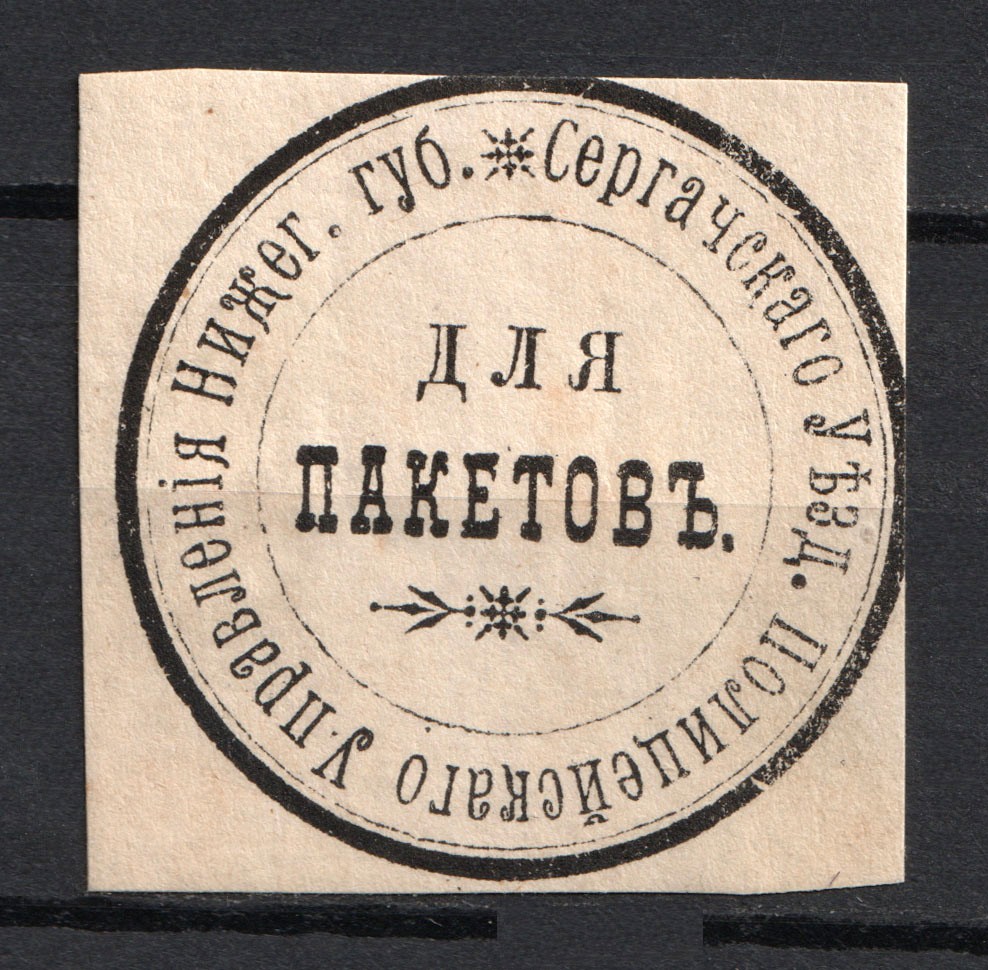 Сергачскаго Уѣзд. Полицейскаго Управленія Нижег. губ.
ДЛЯ
ПАКЕТОВЪ.